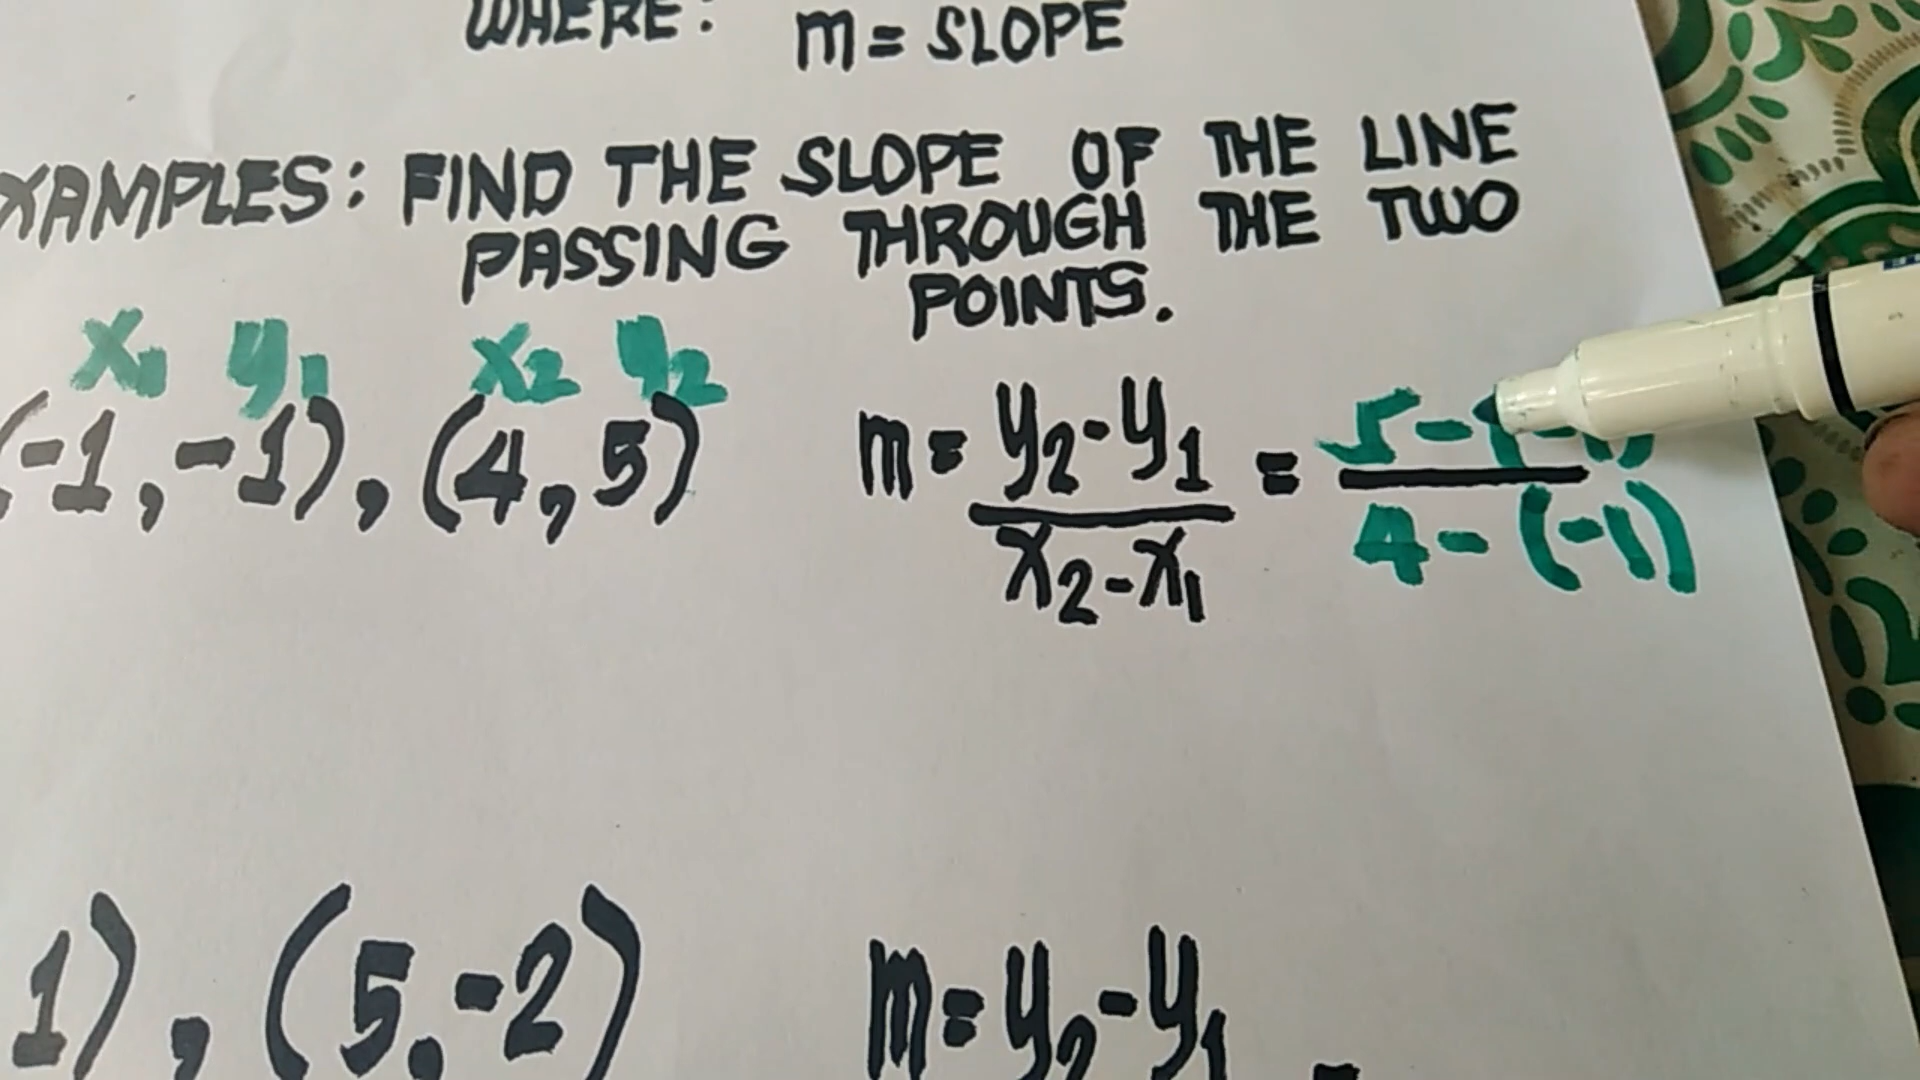 WHERE: m = SLOPE
XAMPLES: FIND THE SLOPE OF THE LINE
PASSING THROUGH THE TWO
POINTS.
x1 y1 x2 y2
(-1, -1), (4, 5) m = y2-y1 / x2-x1 = 5-(-1) / 4-(-1)
1), (5, -2) m = y2-y1 =